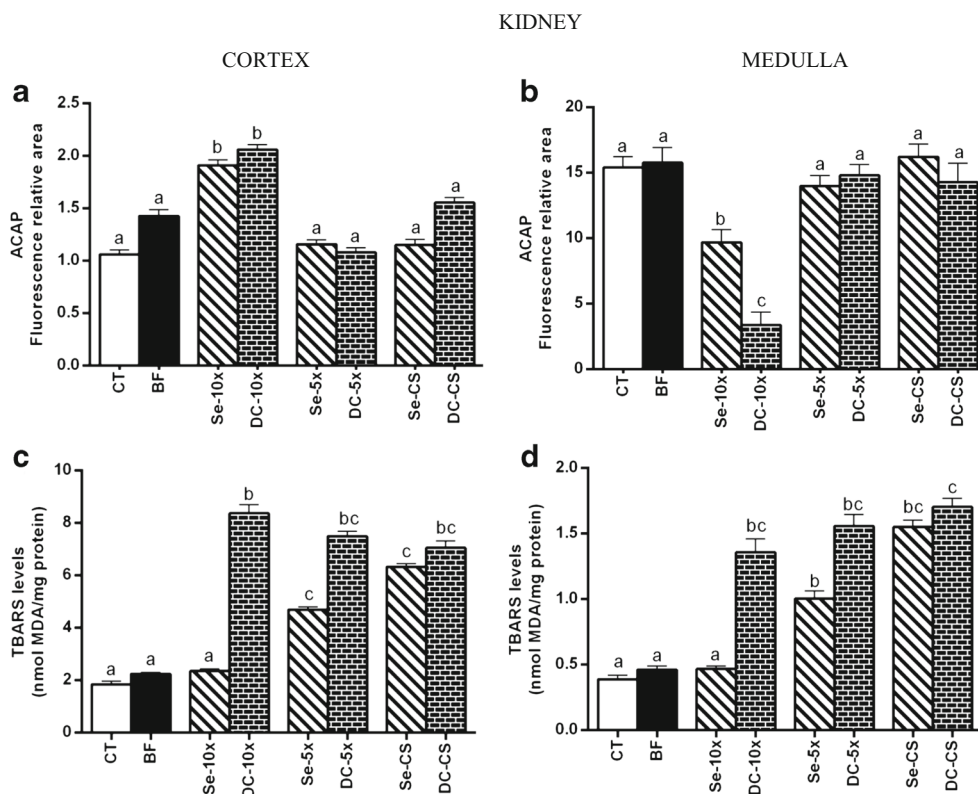 KIDNEY
CORTEX
MEDULLA
a
ACAP
Fluorescence relative area
2.5
2.0
1.5
1.0
0.5
0.0
a
a
b
b
a
a
a
a
CT
BF
Se-10x
DC-10x
Se-5x
DC-5x
Se-CS
DC-CS
b
ACAP
Fluorescence relative area
20
15
10
5
0
a
a
b
c
a
a
a
a
CT
BF
Se-10x
DC-10x
Se-5x
DC-5x
Se-CS
DC-CS
c
TBARS levels
(nmol MDA/mg protein)
10
8
6
4
2
0
a
a
a
b
c
bc
c
bc
CT
BF
Se-10x
DC-10x
Se-5x
DC-5x
Se-CS
DC-CS
d
TBARS levels
(nmol MDA/mg protein)
2.0
1.5
1.0
0.5
0.0
a
a
a
bc
b
bc
bc
c
CT
BF
Se-10x
DC-10x
Se-5x
DC-5x
Se-CS
DC-CS